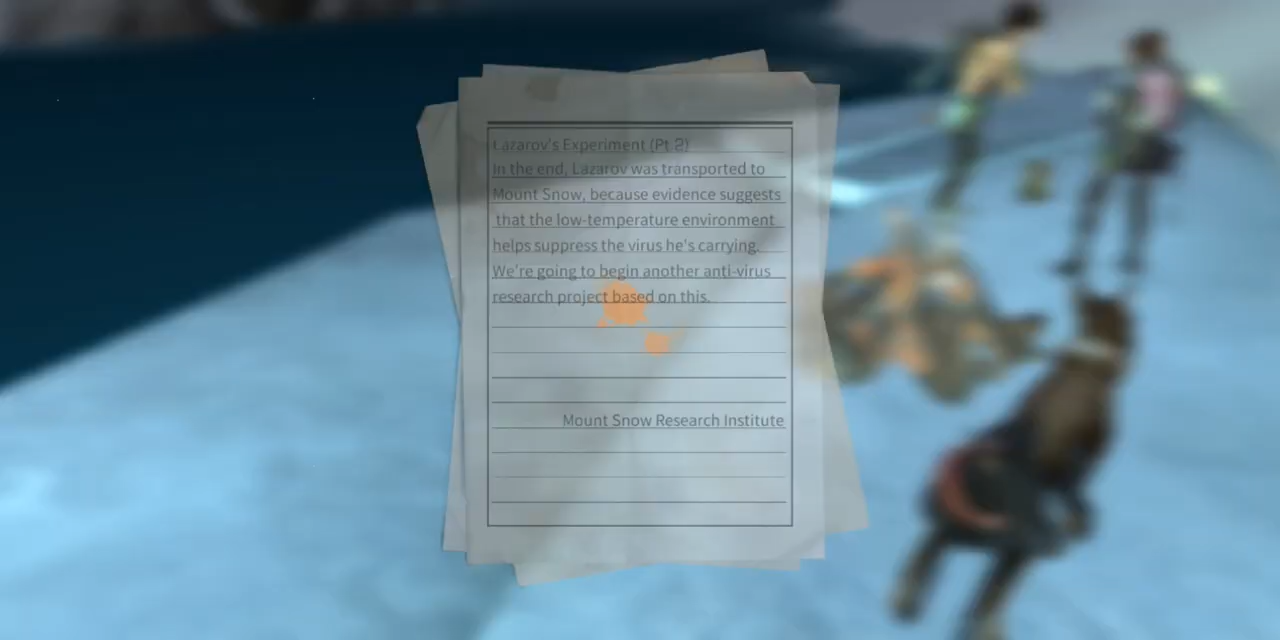 Lazarov's Experiment (Pt 2)
In the end, Lazarov was transported to
Mount Snow, because evidence suggests
that the low-temperature environment
helps suppress the virus he's carrying.
We're going to begin another anti-virus
research project based on this.
Mount Snow Research Institute